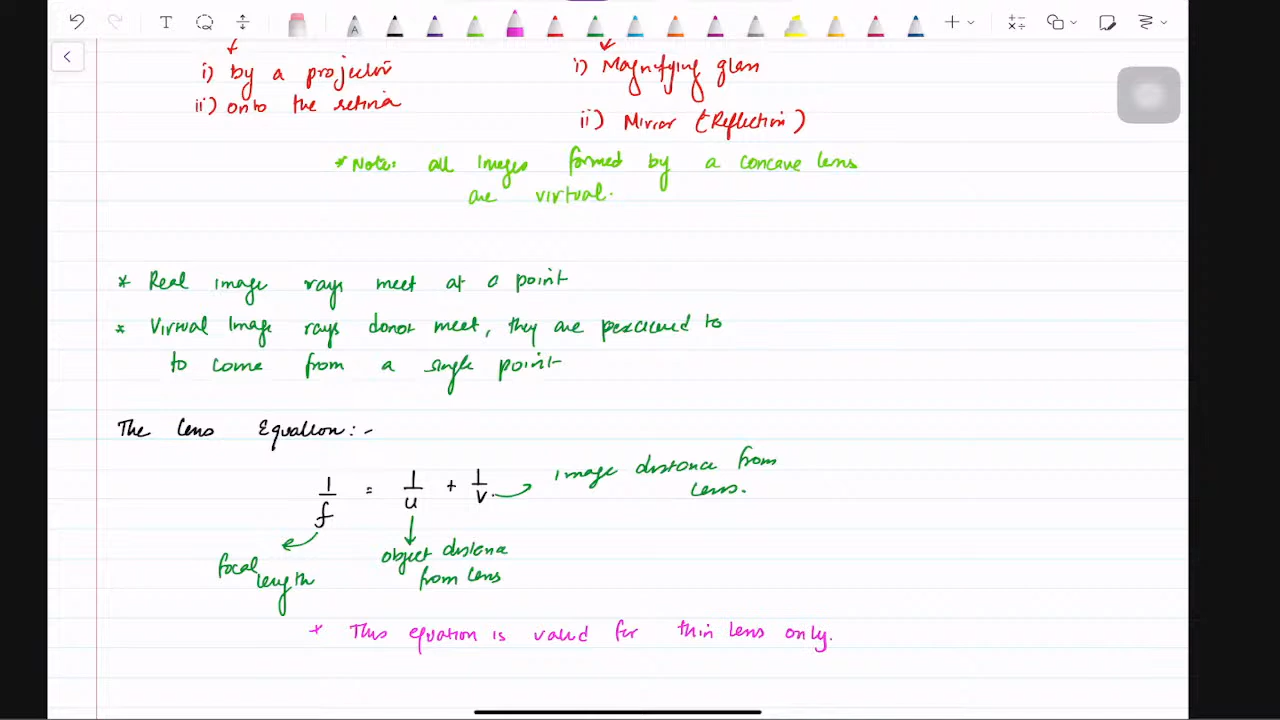 i) by a projector
ii) onto the retina
i) Magnifying glass
ii) Mirror (Reflection)
* Note: all images formed by a concave lens
are virtual.
* Real image rays meet at a point
* Virtual image rays donot meet, they are percieved to
to come from a single point
The Lens Equation:-
1/f = 1/u + 1/v
image distance from
lens.
focal
length
object distance
from lens
* This equation is valid for thin lens only.